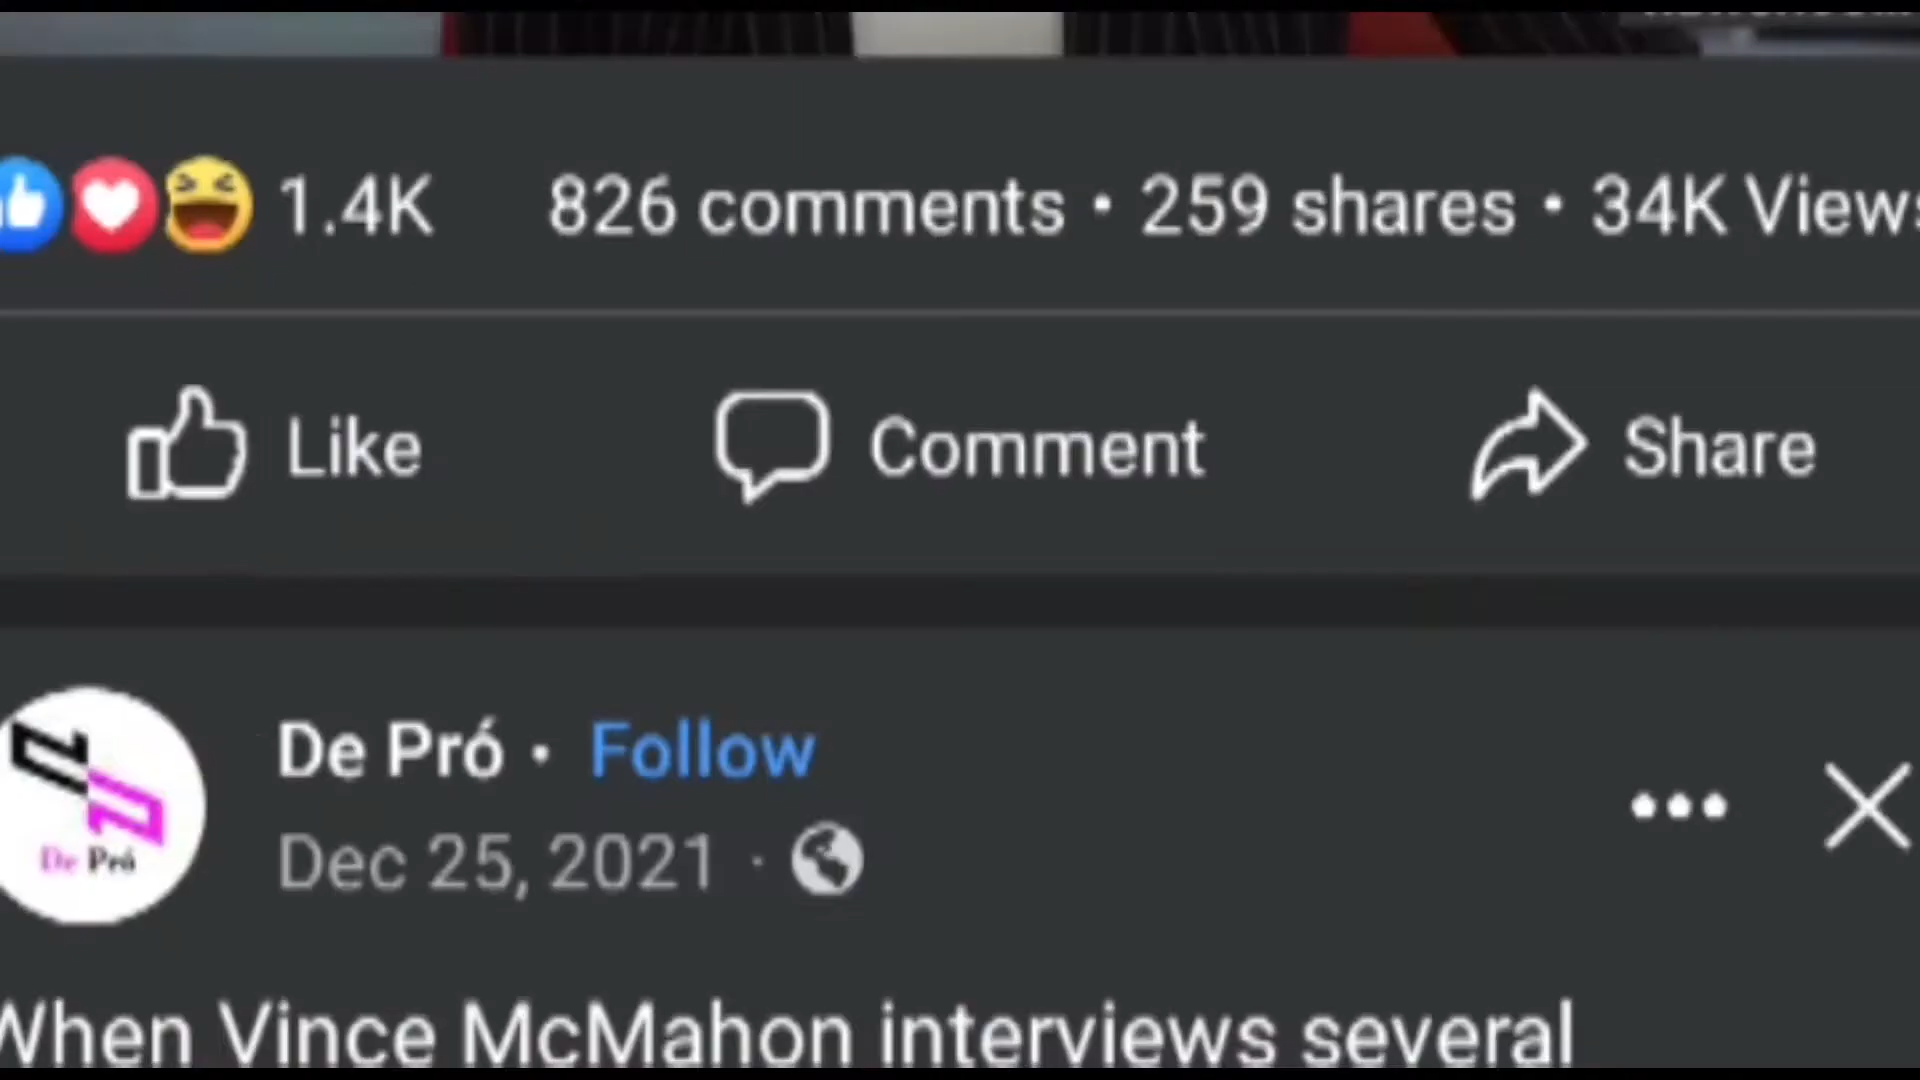 1.4K 826 comments • 259 shares • 34K Views
Like Comment Share
De Pró • Follow
Dec 25, 2021 ·
De Pró
When Vince McMahon interviews several